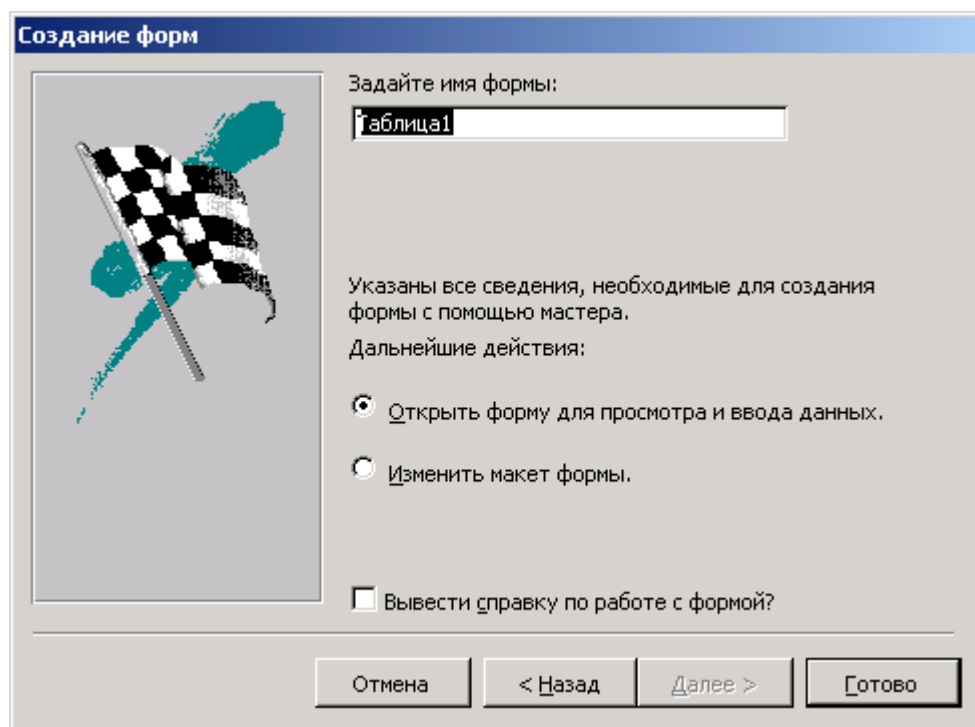 Создание форм
Задайте имя формы:
Таблица1
Указаны все сведения, необходимые для создания
формы с помощью мастера.
Дальнейшие действия:
Открыть форму для просмотра и ввода данных.
Изменить макет формы.
Вывести справку по работе с формой?
Отмена
< Назад
Далее >
Готово